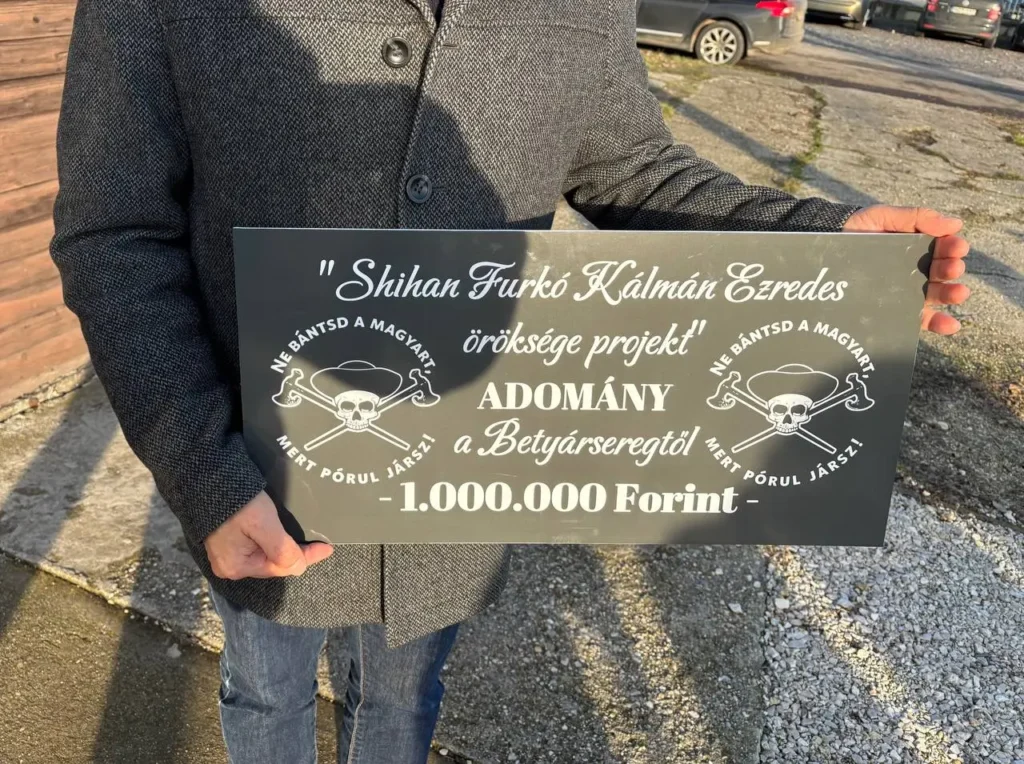 " Shihan Furkó Kálmán Ezredes
öröksége projekt"
NE BÁNTSD A MAGYART,
MERT PÓRUL JÁRSZ!
ADOMÁNY
a Betyárseregtől
NE BÁNTSD A MAGYART,
MERT PÓRUL JÁRSZ!
- 1.000.000 Forint -